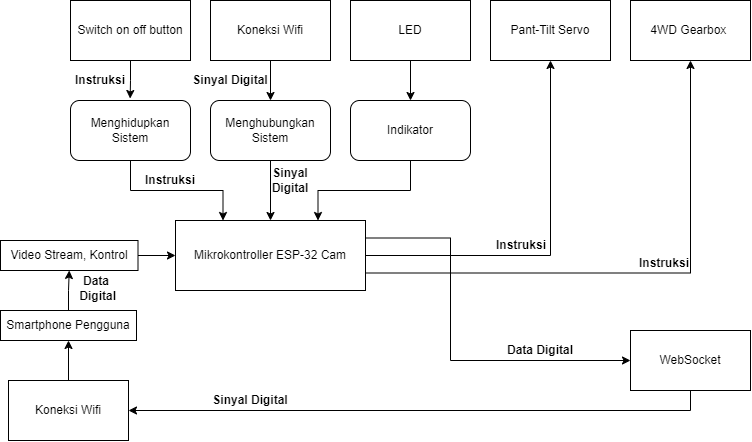 Switch on off button
Koneksi Wifi
LED
Pant-Tilt Servo
4WD Gearbox
Instruksi
Sinyal Digital
Menghidupkan
Sistem
Menghubungkan
Sistem
Indikator
Instruksi
Sinyal
Digital
Video Stream, Kontrol
Mikrokontroller ESP-32 Cam
Instruksi
Instruksi
Data
Digital
Smartphone Pengguna
Data Digital
WebSocket
Koneksi Wifi
Sinyal Digital